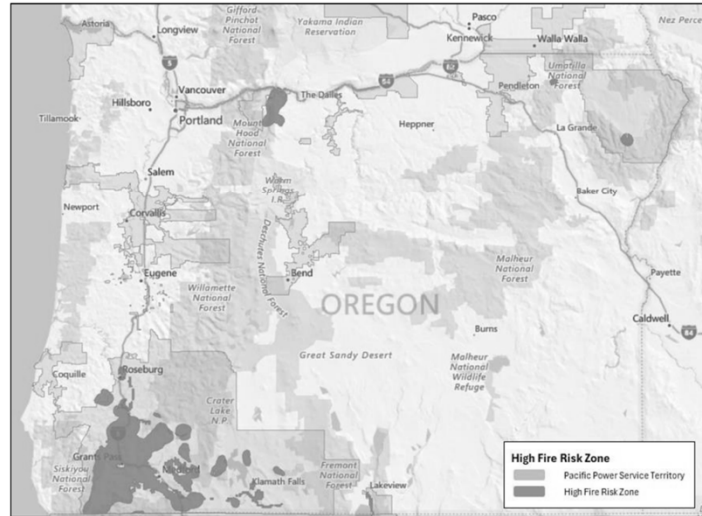 Gifford
Pinchot
National
Forest
Yakama Indian
Reservation
Pasco
Kennewick
Walla Walla
Nez Perce
Astoria
Longview
Umatilla
National
Forest
Vancouver
Hillsboro
Portland
The Dalles
84
Pendleton
Tillamook
Mount
Hood
National
Forest
Heppner
La Grande
Salem
Warm
Springs
I.R.
Baker City
Newport
Corvallis
Deschutes National Forest
Malheur
National
Forest
Payette
Eugene
Willamette
National
Forest
Bend
OREGON
Caldwell
84
Burns
Great Sandy Desert
Malheur
National
Wildlife
Refuge
Coquille
Roseburg
Crater
Lake
N.P.
Grants Pass
Siskiyou
National
Forest
Medford
Klamath Falls
Fremont
National
Forest
Lakeview
High Fire Risk Zone
Pacific Power Service Territory
High Fire Risk Zone